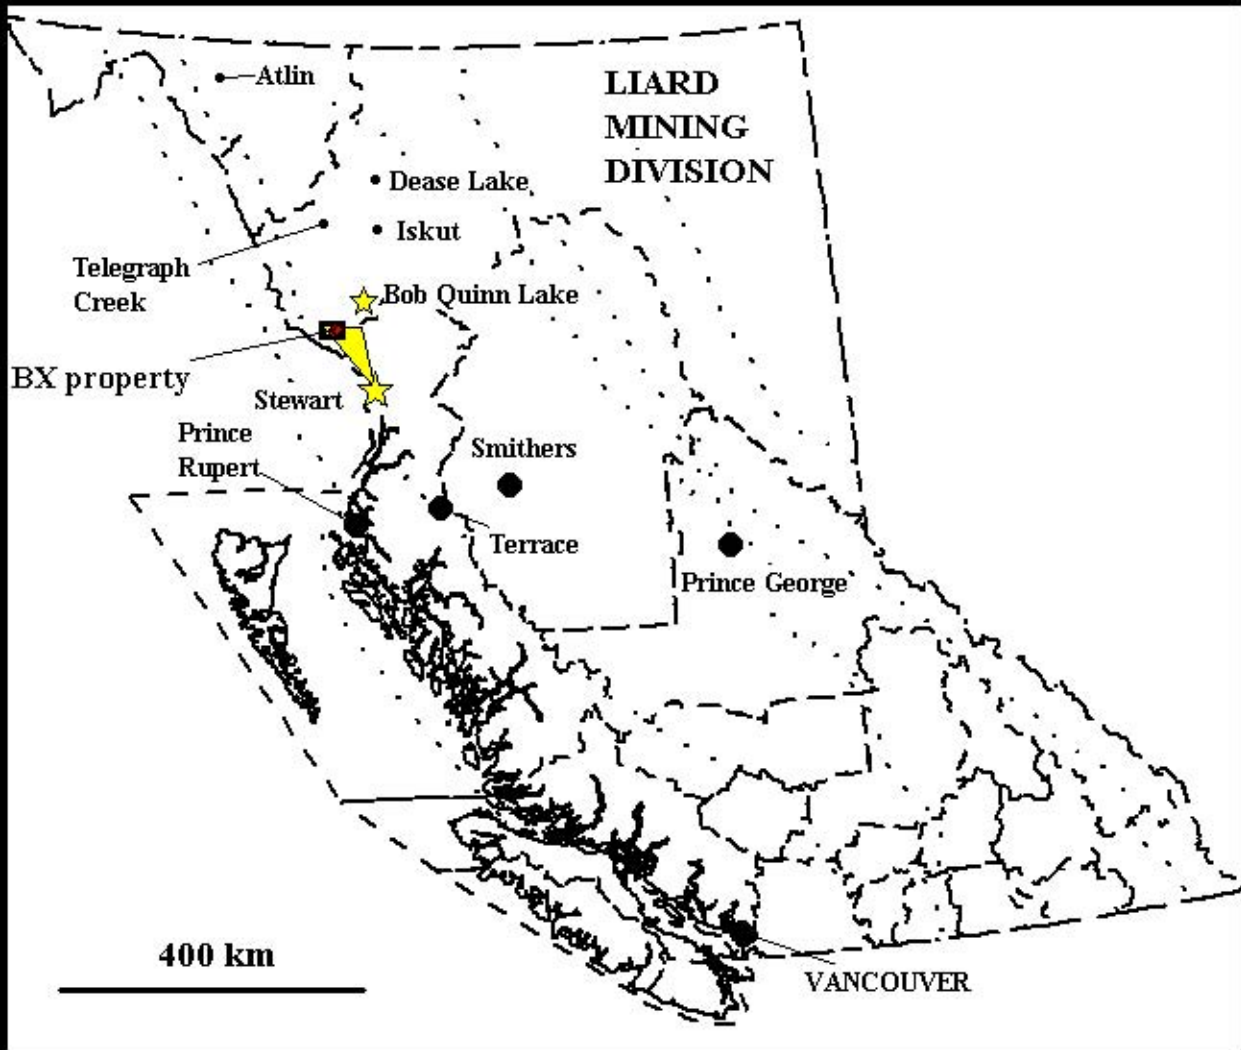 Atlin
LIARD
MINING
DIVISION
Dease Lake
Iskut
Telegraph
Creek
Bob Quinn Lake
BX property
Stewart
Prince
Rupert
Smithers
Terrace
Prince George
400 km
VANCOUVER